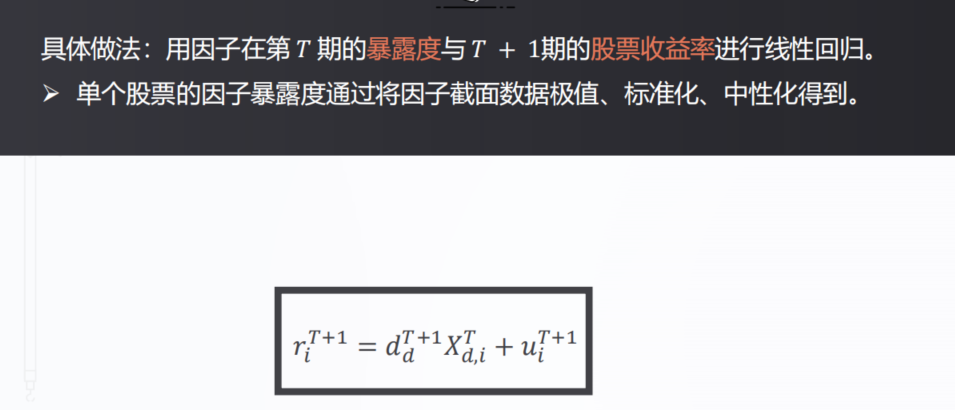 具体做法：用因子在第 T 期的暴露度与T + 1期的股票收益率进行线性回归。
➢ 单个股票的因子暴露度通过将因子截面数据极值、标准化、中性化得到。
r_i^{T+1} = d_d^{T+1} X_{d,i}^T + u_i^{T+1}